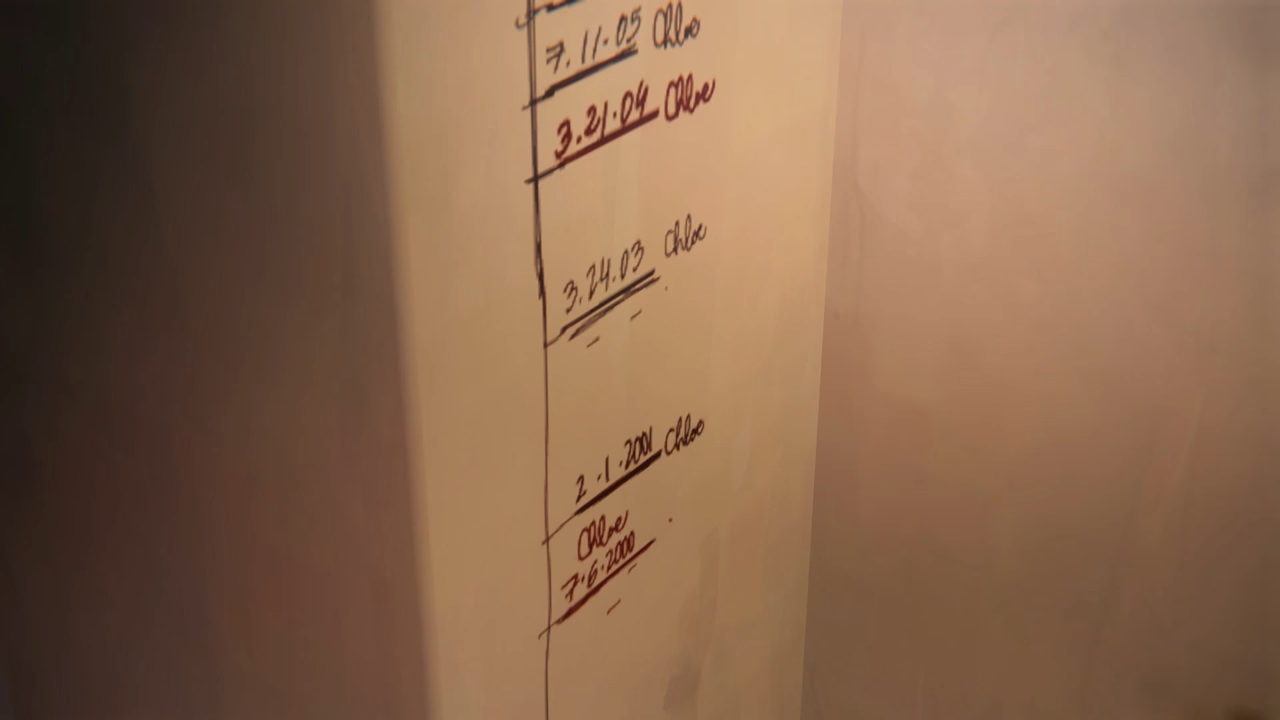 7.11.05 Chloe
3.21.04 Chloe
3.24.03 Chloe
2.1.2001 Chloe
Chloe
7.6.2000